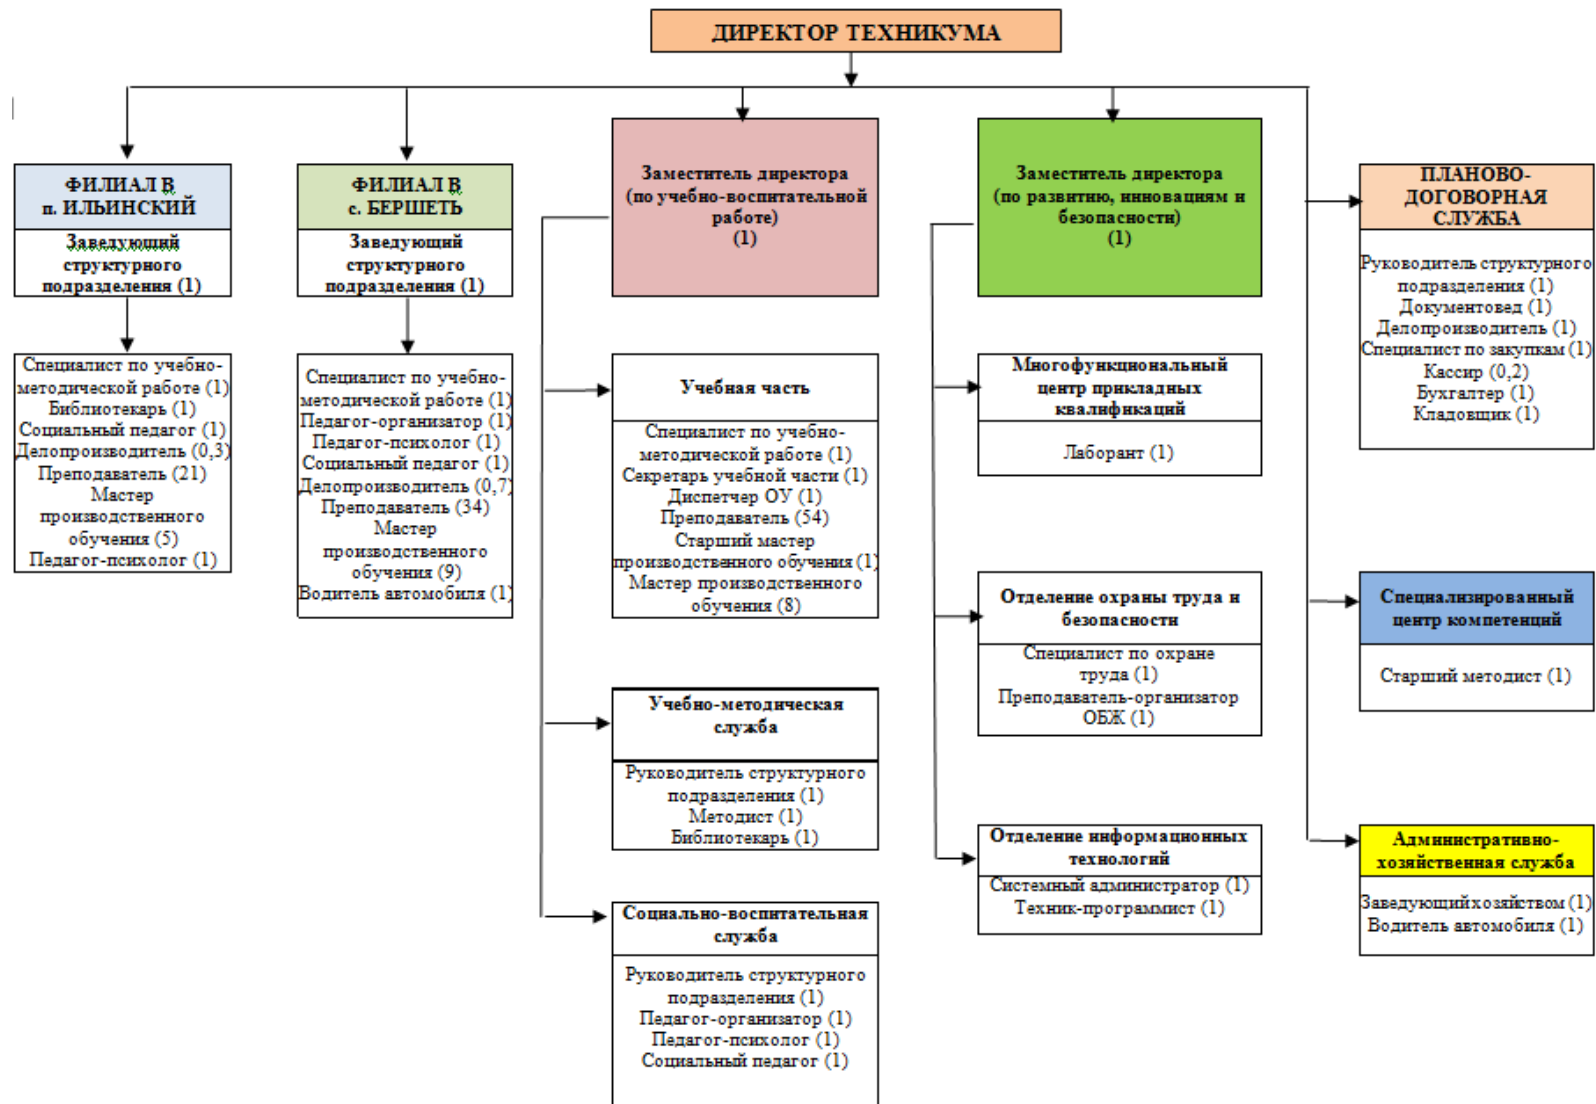 ДИРЕКТОР ТЕХНИКУМА
ФИЛИАЛ В
п. ИЛЬИНСКИЙ
Заведующий
структурного
подразделения (1)
Специалист по учебно-
методической работе (1)
Библиотекарь (1)
Социальный педагог (1)
Делопроизводитель (0,3)
Преподаватель (21)
Мастер
производственного
обучения (5)
Педагог-психолог (1)
ФИЛИАЛ В
с. БЕРШЕТЬ
Заведующий
структурного
подразделения (1)
Специалист по учебно-
методической работе (1)
Педагог-организатор (1)
Педагог-психолог (1)
Социальный педагог (1)
Делопроизводитель (0,7)
Преподаватель (34)
Мастер
производственного
обучения (9)
Водитель автомобиля (1)
Заместитель директора
(по учебно-воспитательной
работе)
(1)
Учебная часть
Специалист по учебно-
методической работе (1)
Секретарь учебной части (1)
Диспетчер ОУ (1)
Преподаватель (54)
Старший мастер
производственного обучения (1)
Мастер производственного
обучения (8)
Учебно-методическая
служба
Руководитель структурного
подразделения (1)
Методист (1)
Библиотекарь (1)
Социально-воспитательная
служба
Руководитель структурного
подразделения (1)
Педагог-организатор (1)
Педагог-психолог (1)
Социальный педагог (1)
Заместитель директора
(по развитию, инновациям и
безопасности)
(1)
Многофункциональный
центр прикладных
квалификаций
Лаборант (1)
Отделение охраны труда и
безопасности
Специалист по охране
труда (1)
Преподаватель-организатор
ОБЖ (1)
Отделение информационных
технологий
Системный администратор (1)
Техник-программист (1)
ПЛАНОВО-
ДОГОВОРНАЯ
СЛУЖБА
Руководитель структурного
подразделения (1)
Документовед (1)
Делопроизводитель (1)
Специалист по закупкам (1)
Кассир (0,2)
Бухгалтер (1)
Кладовщик (1)
Специализированный
центр компетенций
Старший методист (1)
Административно-
хозяйственная служба
Заведующий хозяйством (1)
Водитель автомобиля (1)